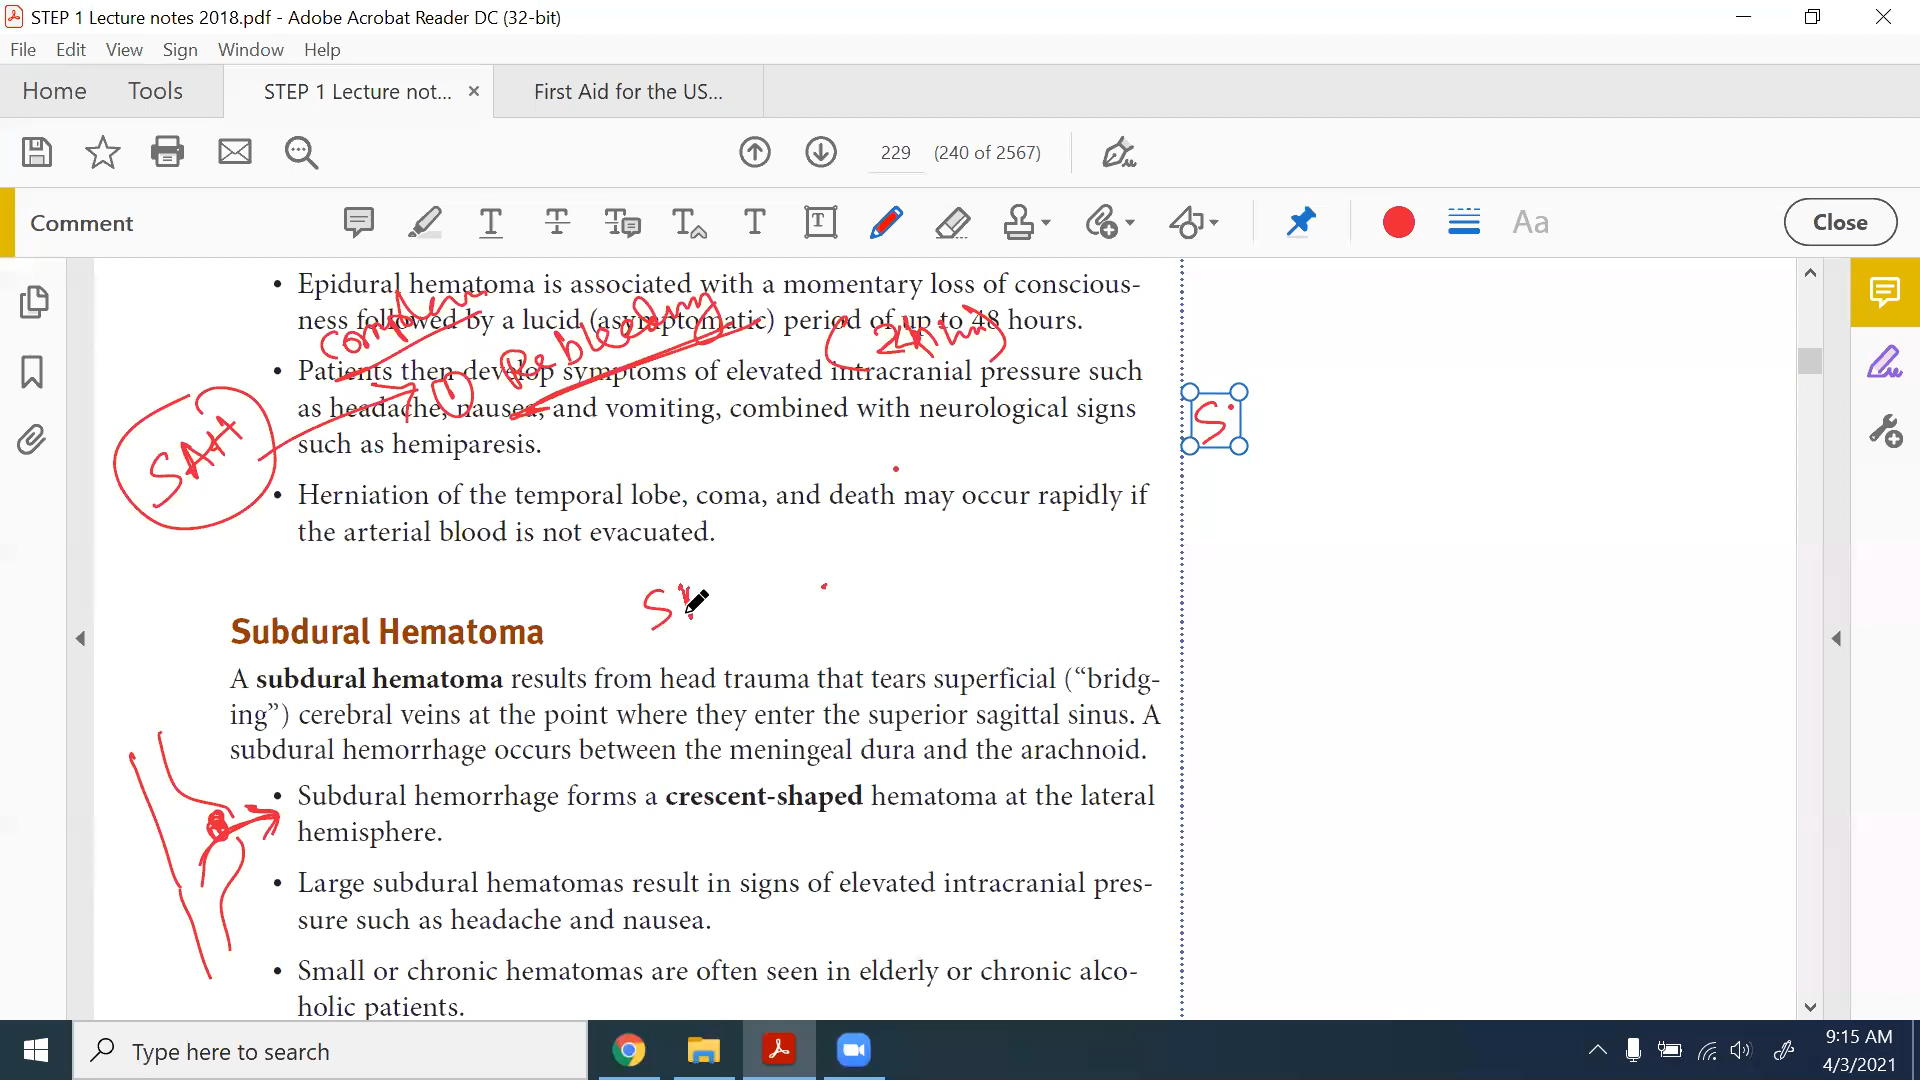 STEP 1 Lecture notes 2018.pdf - Adobe Acrobat Reader DC (32-bit)
File Edit View Sign Window Help
Home Tools STEP 1 Lecture not... × First Aid for the US...
229 (240 of 2567)
Comment Aa Close
• Epidural hematoma is associated with a momentary loss of conscious-
ness followed by a lucid (asymptomatic) period of up to 48 hours.
① Rebleeding
• Patients then develop symptoms of elevated intracranial pressure such
as headache, nausea, and vomiting, combined with neurological signs
such as hemiparesis.
SAH
S
• Herniation of the temporal lobe, coma, and death may occur rapidly if
the arterial blood is not evacuated.
S
Subdural Hematoma
A subdural hematoma results from head trauma that tears superficial (“bridg-
ing”) cerebral veins at the point where they enter the superior sagittal sinus. A
subdural hemorrhage occurs between the meningeal dura and the arachnoid.
• Subdural hemorrhage forms a crescent-shaped hematoma at the lateral
hemisphere.
• Large subdural hematomas result in signs of elevated intracranial pres-
sure such as headache and nausea.
• Small or chronic hematomas are often seen in elderly or chronic alco-
holic patients.
Type here to search
9:15 AM
4/3/2021